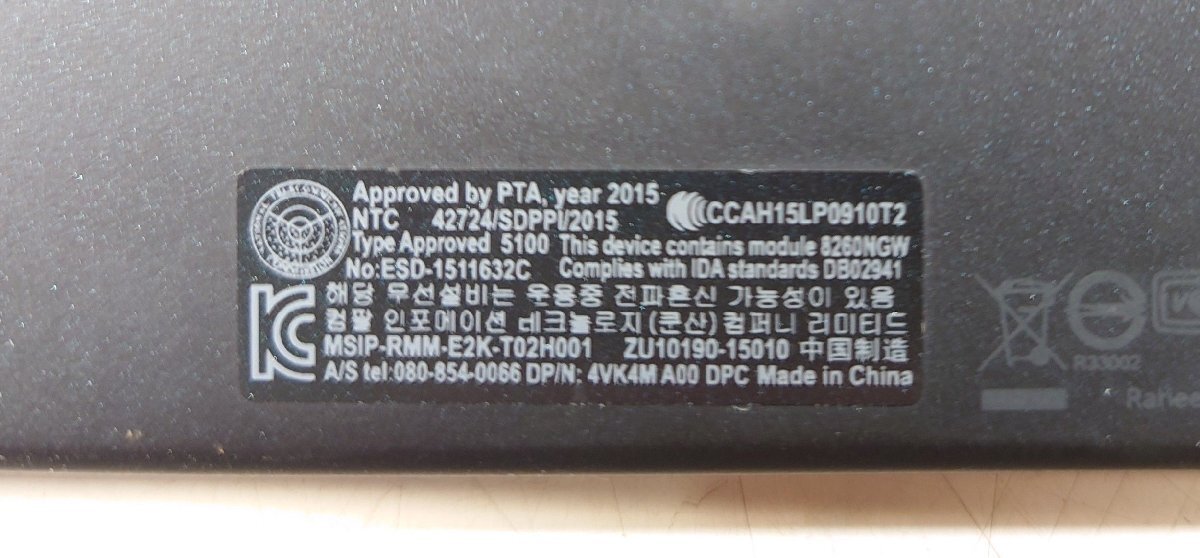 Approved by PTA, year 2015
CCAH15LP0910T2
NTC 42724/SDPPI/2015
Type Approved 5100 This device contains module 8260NGW
No:ESD-1511632C Complies with IDA standards DB02941
해당 무선설비는 운용중 전파혼신 가능성이 있음
컴팔 인포메이션 테크놀로지 (쿤산) 컴퍼니 리미티드
MSIP-RMM-E2K-T02H001 ZU10190-15010 中国制造
A/S tel:080-854-0066 DP/N: 4VK4M A00 DPC Made in China
R33002